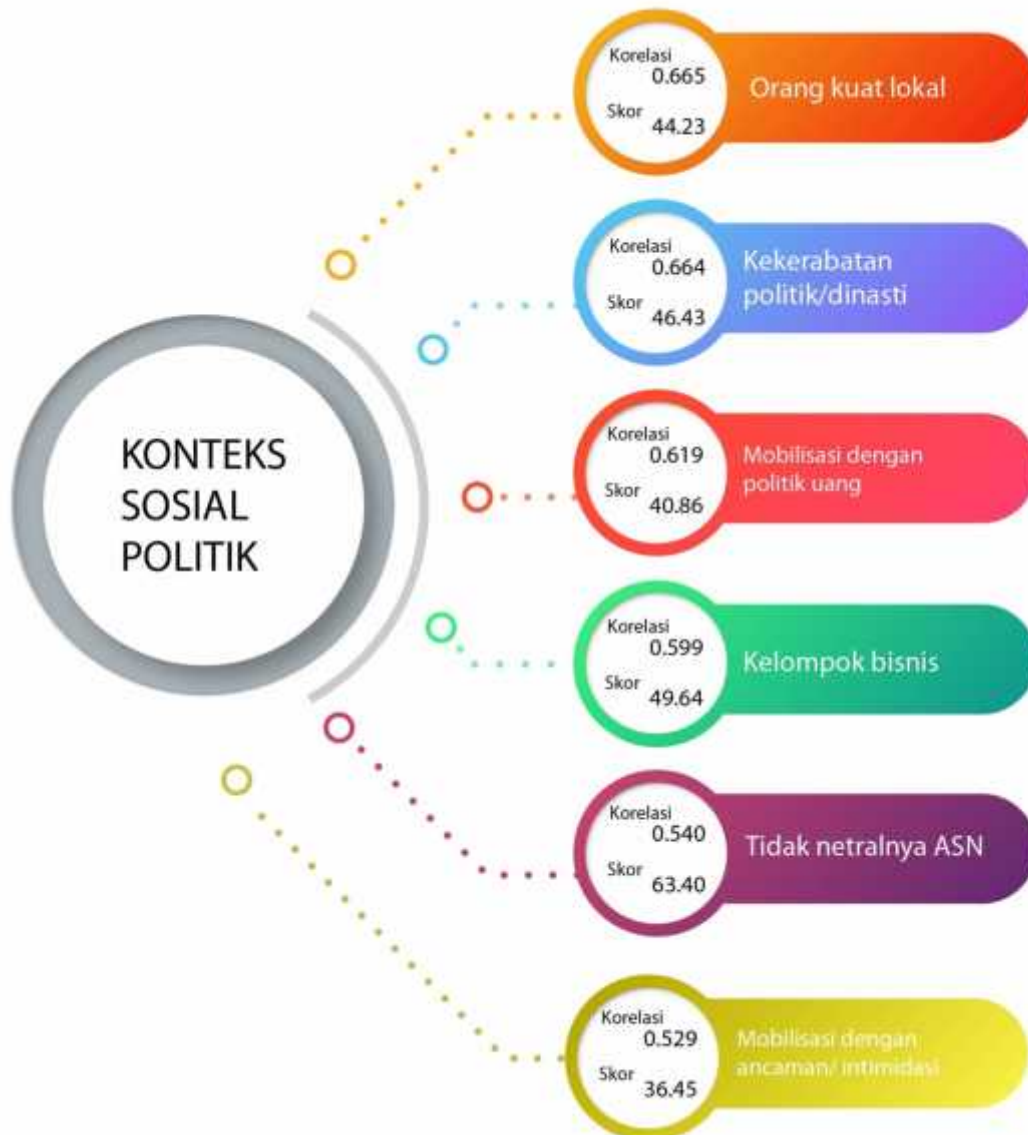 KONTEKS
SOSIAL
POLITIK
Korelasi
0.665
Skor
44.23
Orang kuat lokal
Korelasi
0.664
Skor
46.43
Kekerabatan
politik/dinasti
Korelasi
0.619
Skor
40.86
Mobilisasi dengan
politik uang
Korelasi
0.599
Skor
49.64
Kelompok bisnis
Korelasi
0.540
Skor
63.40
Tidak netralnya ASN
Korelasi
0.529
Skor
36.45
Mobilisasi dengan
ancaman/ intimidasi